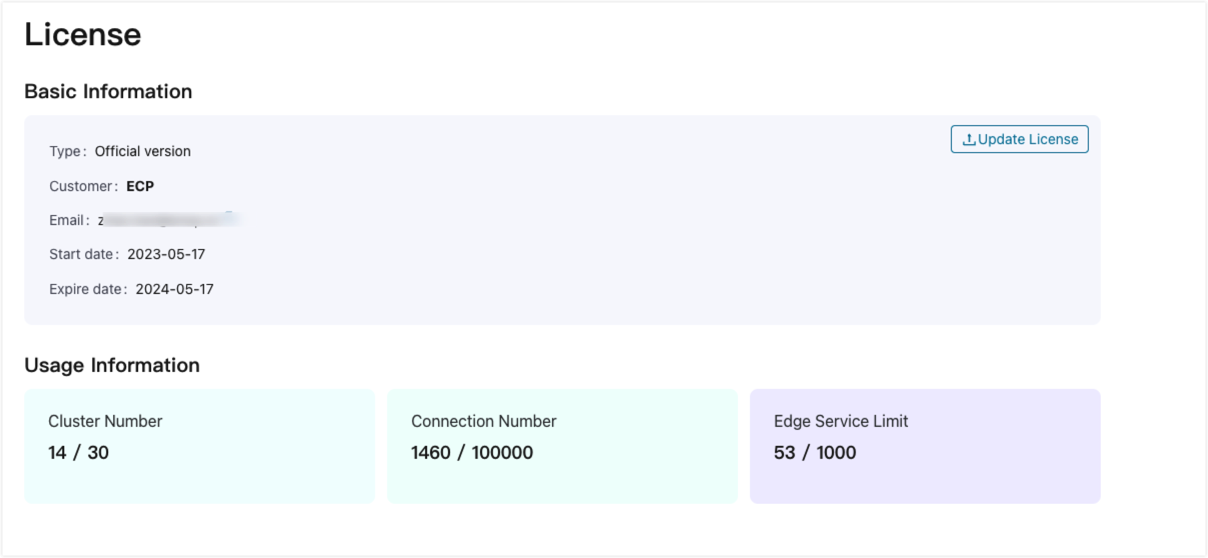 License
Basic Information
Update License
Type: Official version
Customer: ECP
Email: z
Start date: 2023-05-17
Expire date: 2024-05-17
Usage Information
Cluster Number
14 / 30
Connection Number
1460 / 100000
Edge Service Limit
53 / 1000